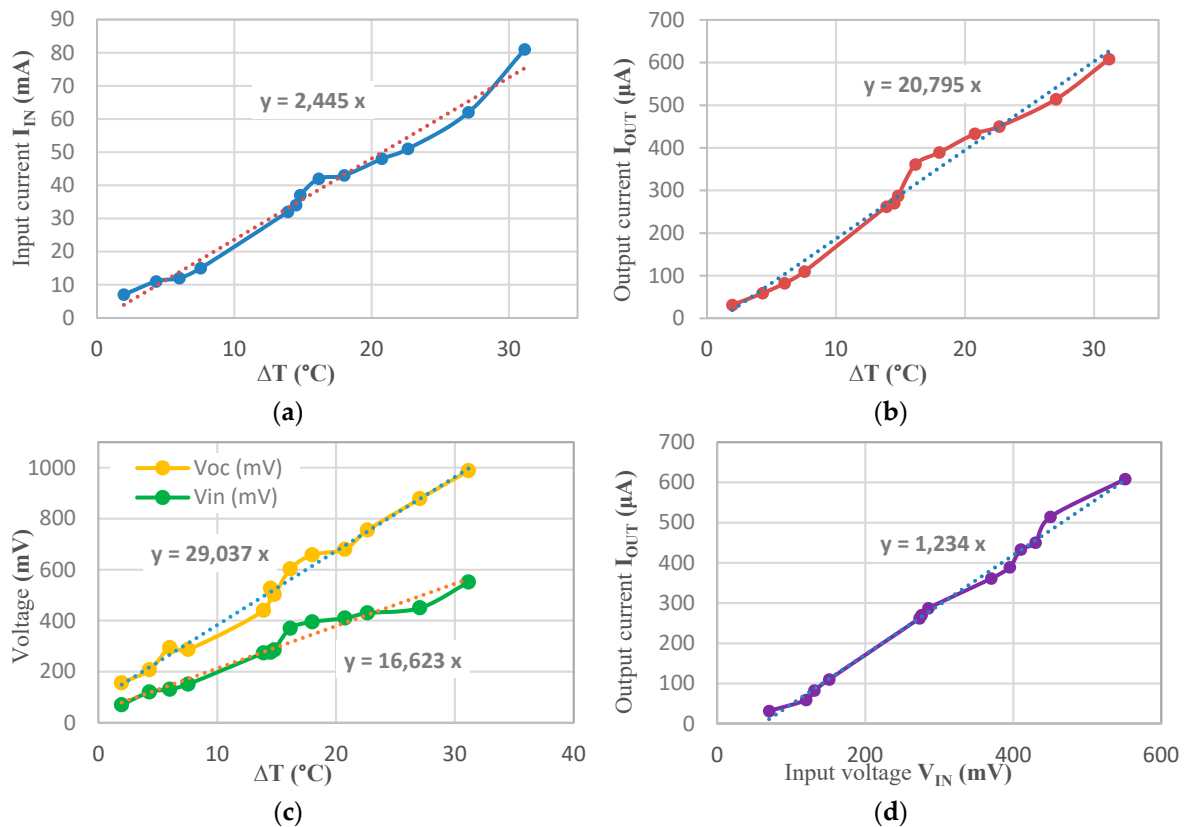 Input current I_IN (mA)
90
80
70
60
50
40
30
20
10
0
y = 2,445 x
0 10 20 30
ΔT (°C)
(a)
Output current I_OUT (µA)
700
600
500
400
300
200
100
0
y = 20,795 x
0 10 20 30
ΔT (°C)
(b)
Voltage (mV)
1000
800
600
400
200
0
Voc (mV)
Vin (mV)
y = 29,037 x
y = 16,623 x
0 10 20 30 40
ΔT (°C)
(c)
Output current I_OUT (µA)
700
600
500
400
300
200
100
0
y = 1,234 x
0 200 400 600
Input voltage V_IN (mV)
(d)